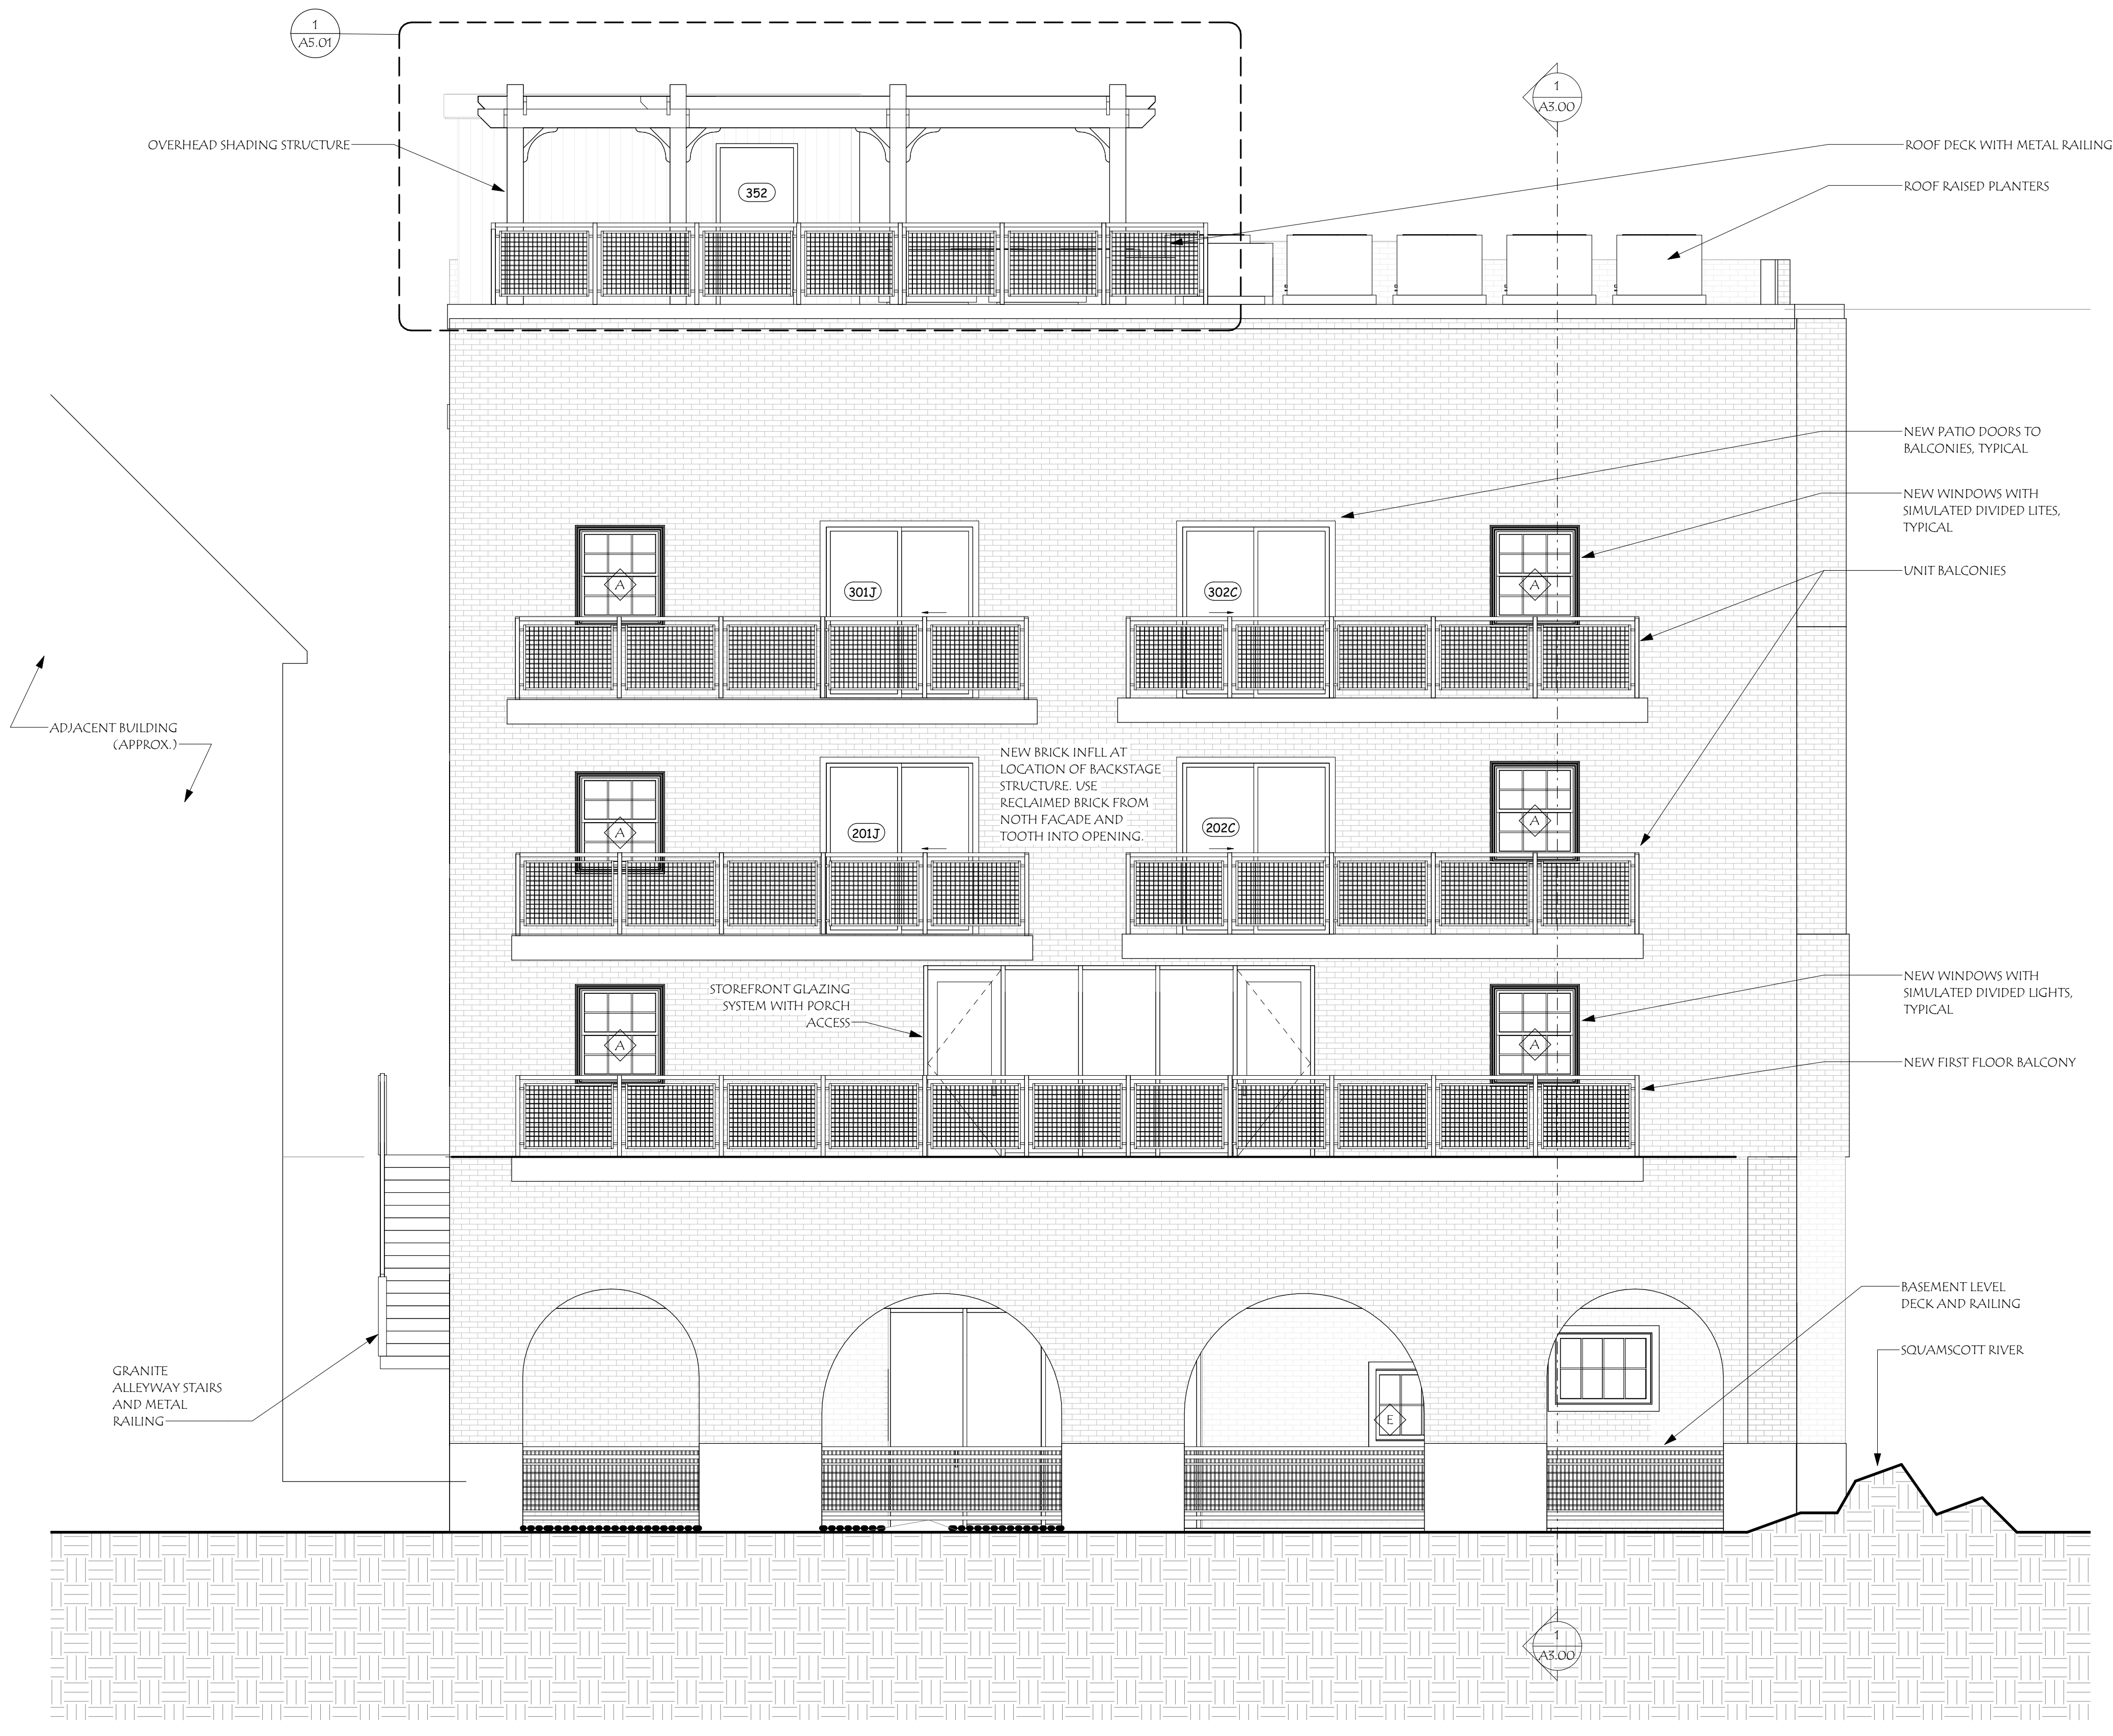 1
A5.01
1
A3.00
OVERHEAD SHADING STRUCTURE
ROOF DECK WITH METAL RAILING
ROOF RAISED PLANTERS
352
NEW PATIO DOORS TO
BALCONIES, TYPICAL
NEW WINDOWS WITH
SIMULATED DIVIDED LITES,
TYPICAL
UNIT BALCONIES
A
301J
302C
A
ADJACENT BUILDING
(APPROX.)
NEW BRICK INFLL AT
LOCATION OF BACKSTAGE
STRUCTURE. USE
RECLAIMED BRICK FROM
NOTH FACADE AND
TOOTH INTO OPENING.
A
201J
202C
A
STOREFRONT GLAZING
SYSTEM WITH PORCH
ACCESS
NEW WINDOWS WITH
SIMULATED DIVIDED LIGHTS,
TYPICAL
A
A
NEW FIRST FLOOR BALCONY
BASEMENT LEVEL
DECK AND RAILING
SQUAMSCOTT RIVER
GRANITE
ALLEYWAY STAIRS
AND METAL
RAILING
E
1
A3.00